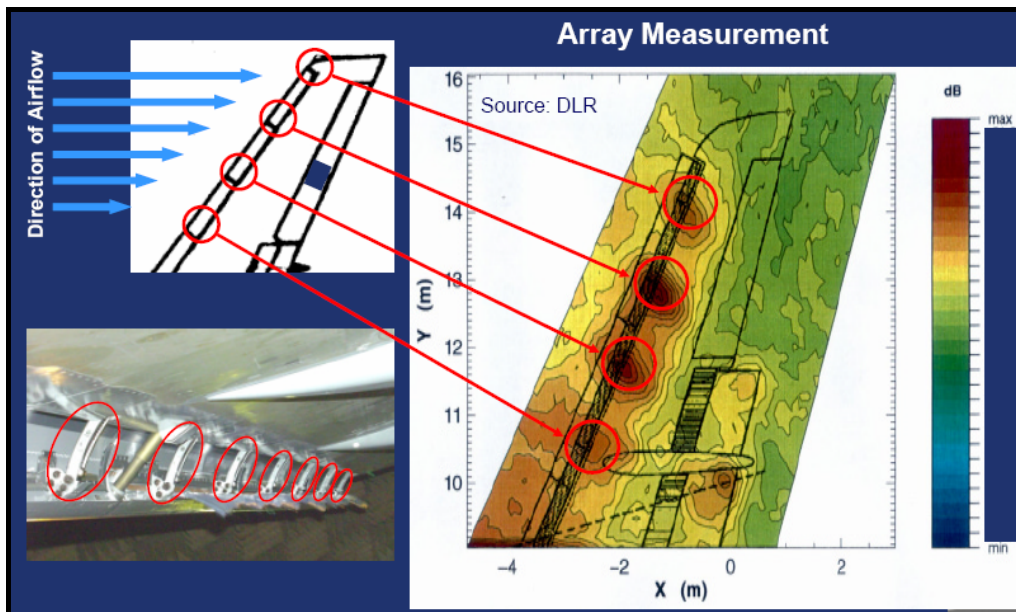 Array Measurement
Direction of Airflow
Source: DLR
dB
max
min
16
15
14
13
12
11
10
Y (m)
-4
-2
0
2
X (m)